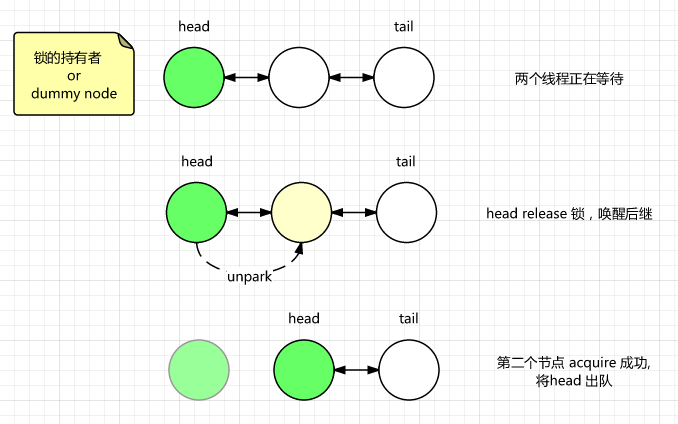 head
tail
锁的持有者
or
dummy node
两个线程正在等待
head
tail
head release 锁，唤醒后继
unpark
head
tail
第二个节点 acquire 成功,
将head 出队